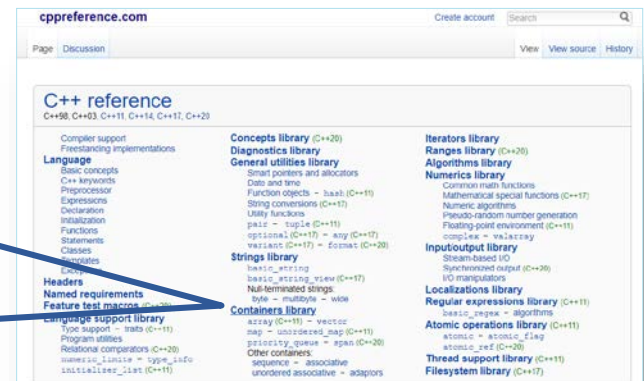 cppreference.com
Create account
Search
Page Discussion
View View source History
C++ reference
C++98, C++03, C++11, C++14, C++17, C++20
Compiler support
Freestanding implementations
Language
Basic concepts
C++ keywords
Preprocessor
Expressions
Declaration
Initialization
Functions
Statements
Classes
Templates
Headers
Named requirements
Feature test macros (C++20)
Language support library
Type support – traits (C++11)
Program utilities
Relational comparators (C++20)
numeric_limits – type_info
initializer_list (C++11)
Concepts library (C++20)
Diagnostics library
General utilities library
Smart pointers and allocators
Date and time
Function objects – hash (C++11)
String conversions (C++17)
Utility functions
pair – tuple (C++11)
optional (C++17) – any (C++17)
variant (C++17) – format (C++20)
Strings library
basic_string
basic_string_view (C++17)
Null-terminated strings:
byte – multibyte – wide
Containers library
array (C++11) – vector
map – unordered_map (C++11)
priority_queue – span (C++20)
Other containers:
sequence – associative
unordered associative – adaptors
Iterators library
Ranges library (C++20)
Algorithms library
Numerics library
Common math functions
Mathematical special functions (C++17)
Numeric algorithms
Pseudo-random number generation
Floating-point environment (C++11)
complex – valarray
Input/output library
Stream-based I/O
Synchronized output (C++20)
I/O manipulators
Localizations library
Regular expressions library (C++11)
basic_regex – algorithms
Atomic operations library (C++11)
atomic – atomic_flag
atomic_ref (C++20)
Thread support library (C++11)
Filesystem library (C++17)